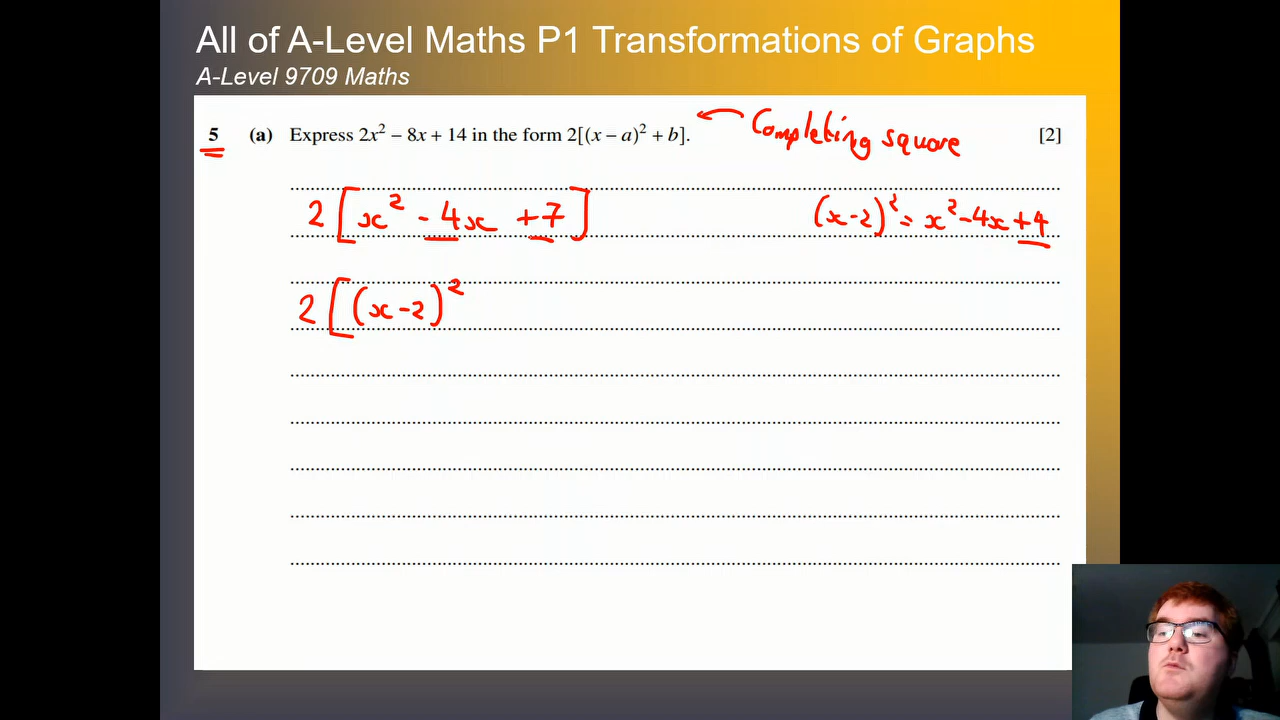 All of A-Level Maths P1 Transformations of Graphs
A-Level 9709 Maths
5 (a) Express 2x² − 8x + 14 in the form 2[(x − a)² + b]. ← Completing square [2]
2[x² - 4x + 7] (x-2)² = x² - 4x + 4
2[(x-2)²